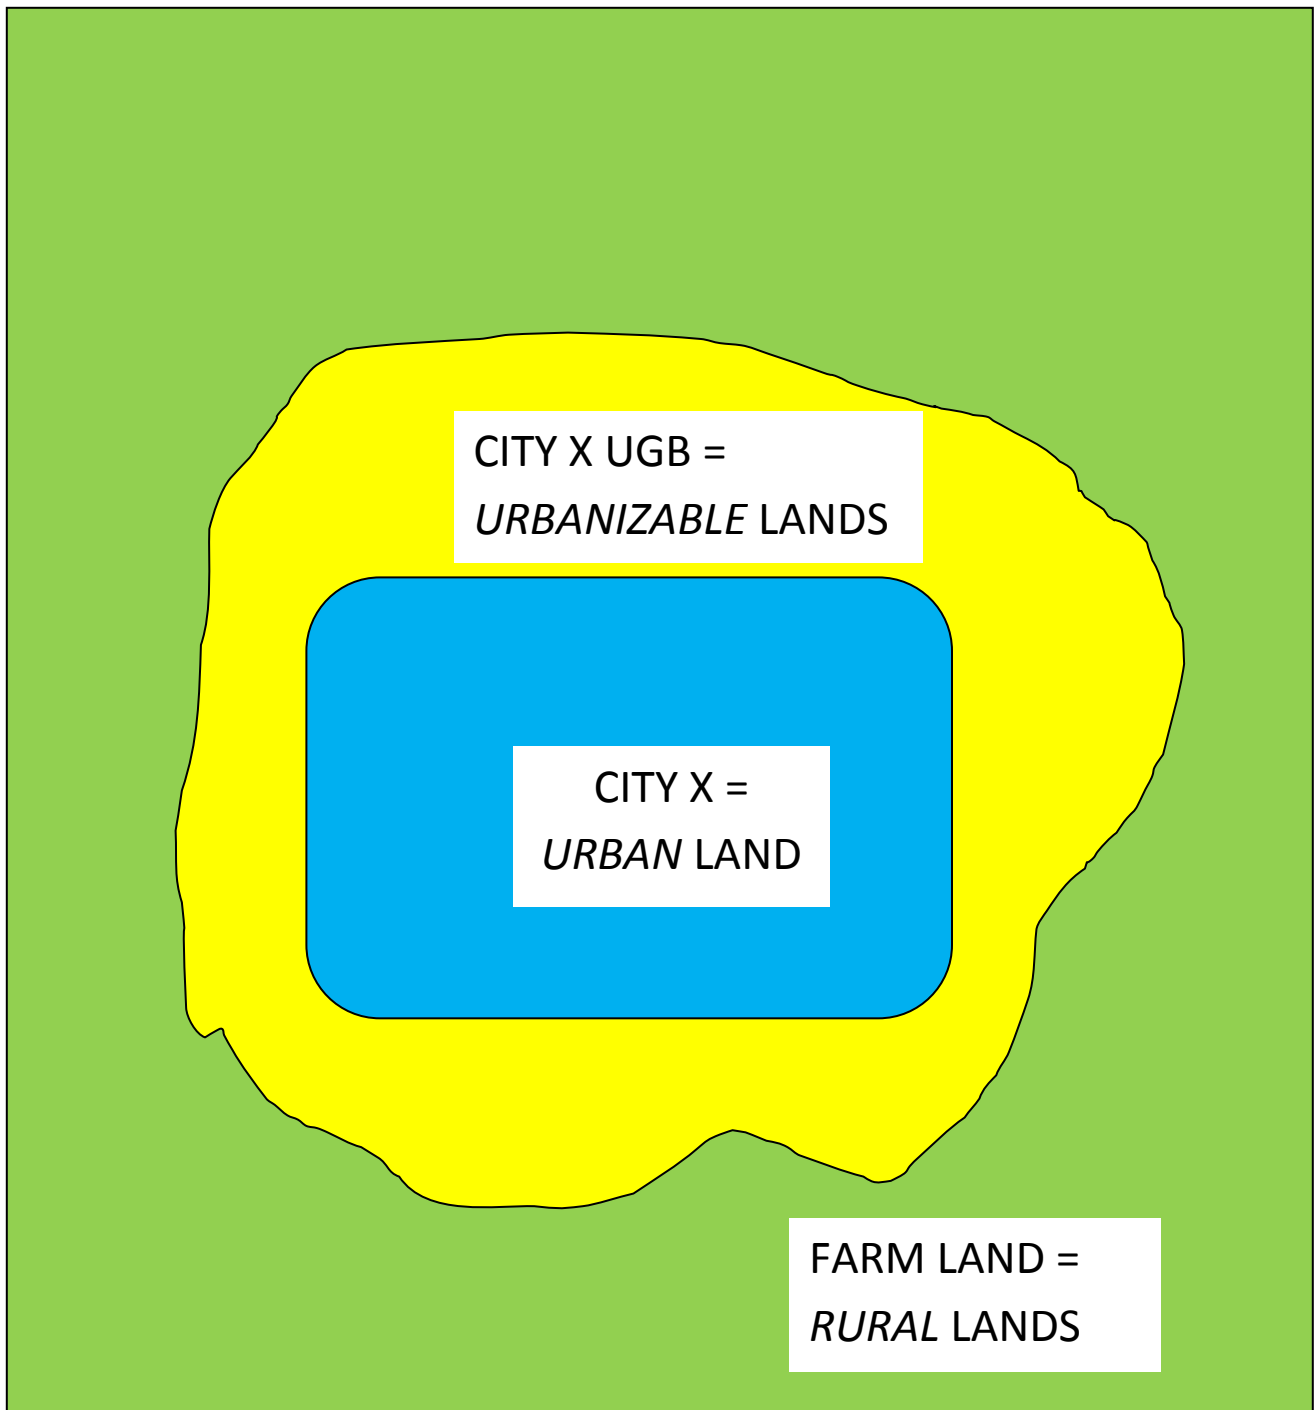 CITY X UGB =
URBANIZABLE LANDS
CITY X =
URBAN LAND
FARM LAND =
RURAL LANDS